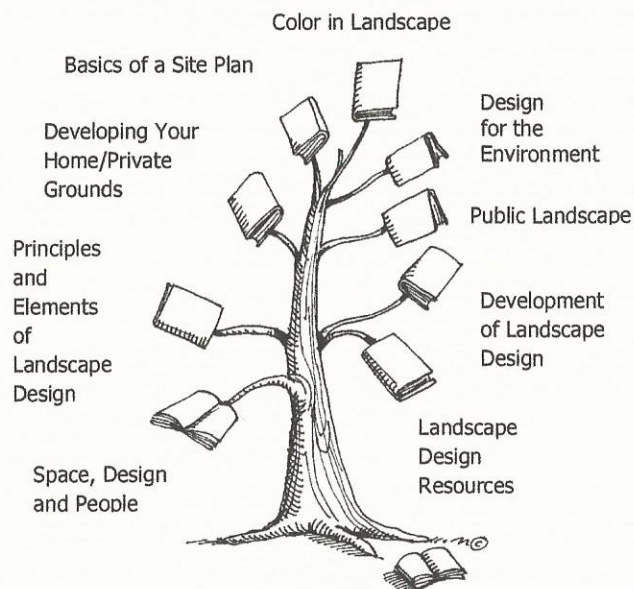 Color in Landscape
Basics of a Site Plan
Design
for the
Environment
Developing Your
Home/Private
Grounds
Public Landscape
Principles
and
Elements
of
Landscape
Design
Development
of Landscape
Design
Landscape
Design
Resources
Space, Design
and People
©